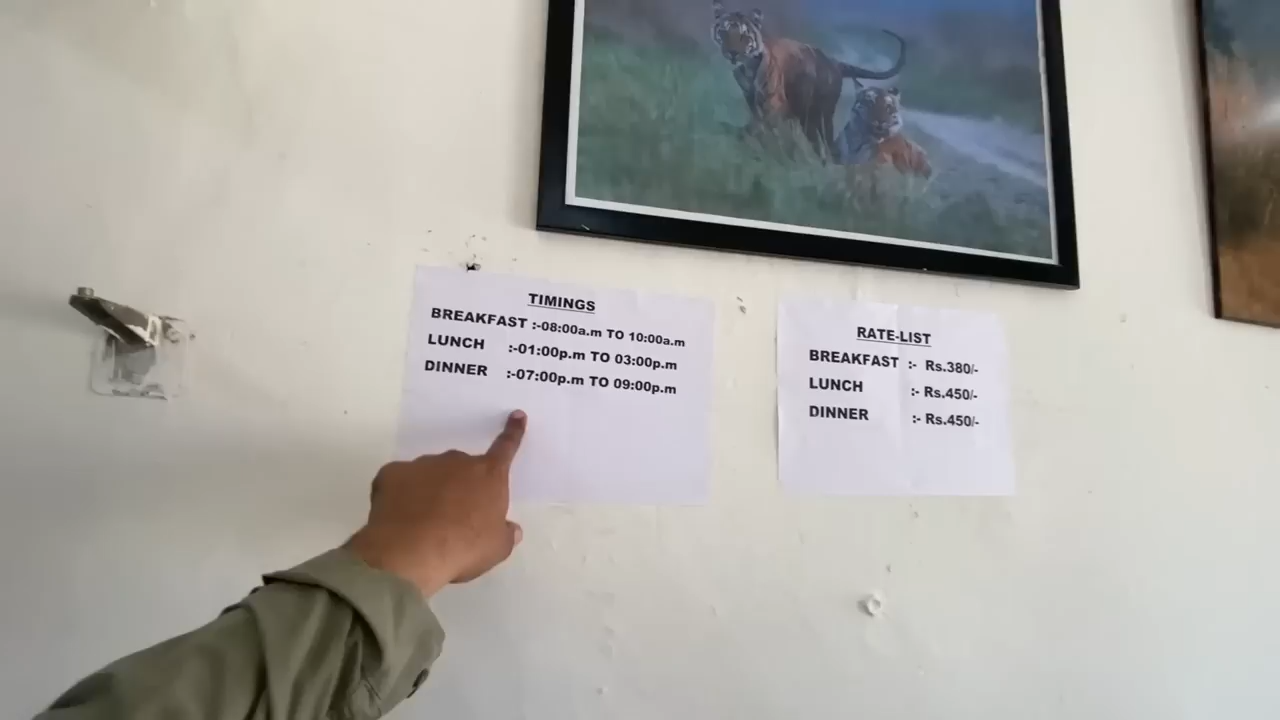 TIMINGS
BREAKFAST :-08:00a.m TO 10:00a.m
LUNCH :-01:00p.m TO 03:00p.m
DINNER :-07:00p.m TO 09:00p.m
RATE-LIST
BREAKFAST :- Rs.380/-
LUNCH :- Rs.450/-
DINNER :- Rs.450/-